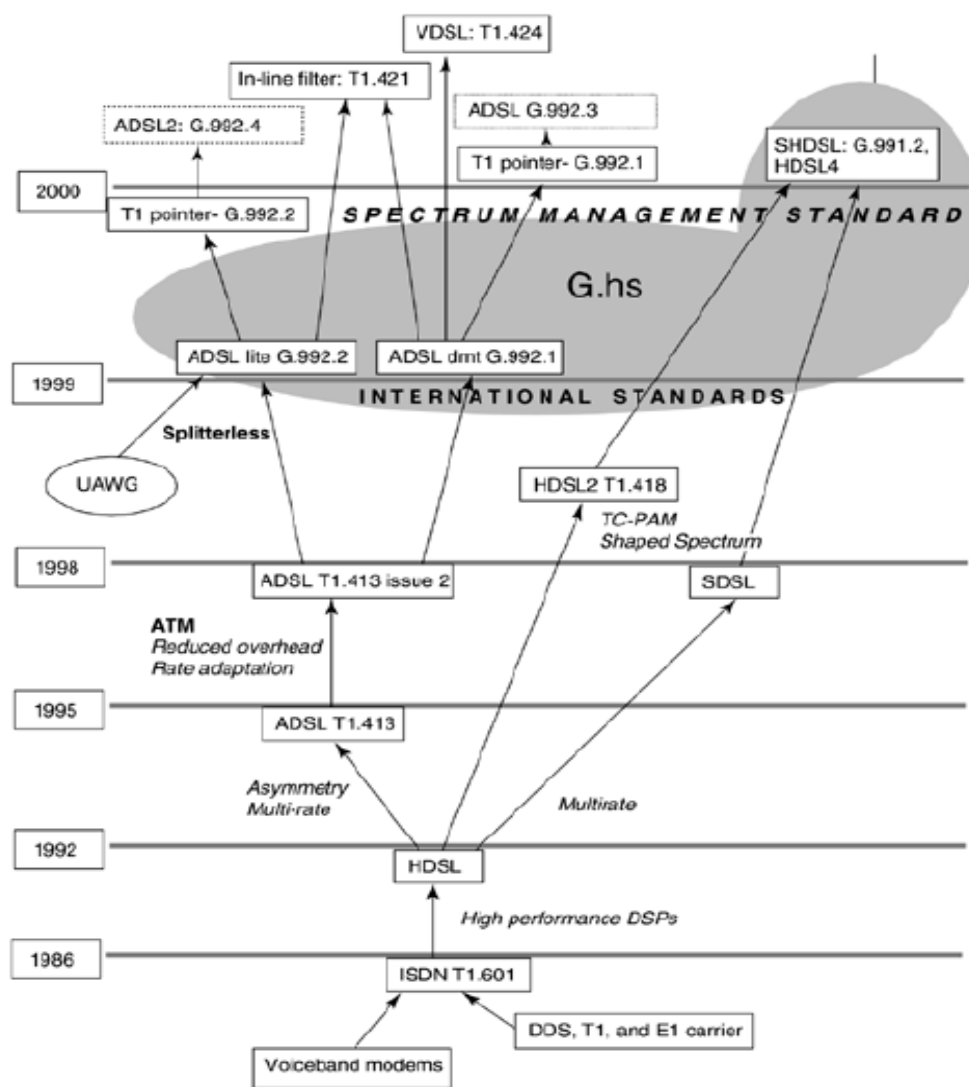 VDSL: T1.424
In-line filter: T1.421
ADSL G.992.3
ADSL2: G.992.4
SHDSL: G.991.2,
HDSL4
T1 pointer- G.992.1
2000
T1 pointer- G.992.2
SPECTRUM MANAGEMENT STANDARD
G.hs
ADSL lite G.992.2
ADSL dmt G.992.1
1999
INTERNATIONAL STANDARDS
Splitterless
UAWG
HDSL2 T1.418
TC-PAM
Shaped Spectrum
1998
ADSL T1.413 issue 2
SDSL
ATM
Reduced overhead
Rate adaptation
1995
ADSL T1.413
Asymmetry
Multi-rate
Multirate
1992
HDSL
High performance DSPs
1986
ISDN T1.601
DDS, T1, and E1 carrier
Voiceband modems